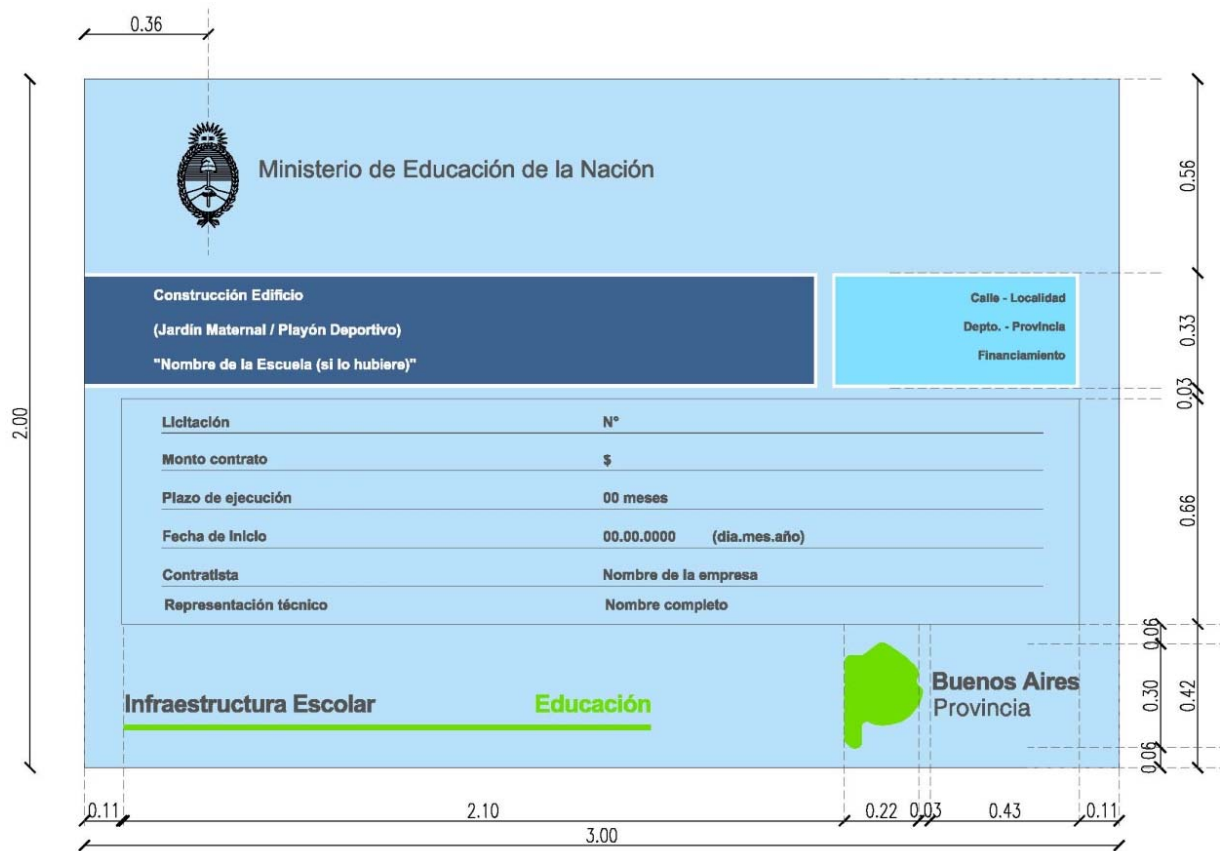 0.36
Ministerio de Educación de la Nación
0.56
Construcción Edificio
(Jardín Maternal / Playón Deportivo)
"Nombre de la Escuela (si lo hubiere)"
Calle - Localidad
Depto. - Provincia
Financiamiento
0.33
0.03
2.00
Licitación N°
Monto contrato $
Plazo de ejecución 00 meses
Fecha de Inicio 00.00.0000 (dia.mes.año)
Contratista Nombre de la empresa
Representación técnico Nombre completo
0.66
0.06
0.30
0.42
0.06
Infraestructura Escolar Educación
Buenos Aires
Provincia
0.11 2.10 0.22 0.03 0.43 0.11
3.00